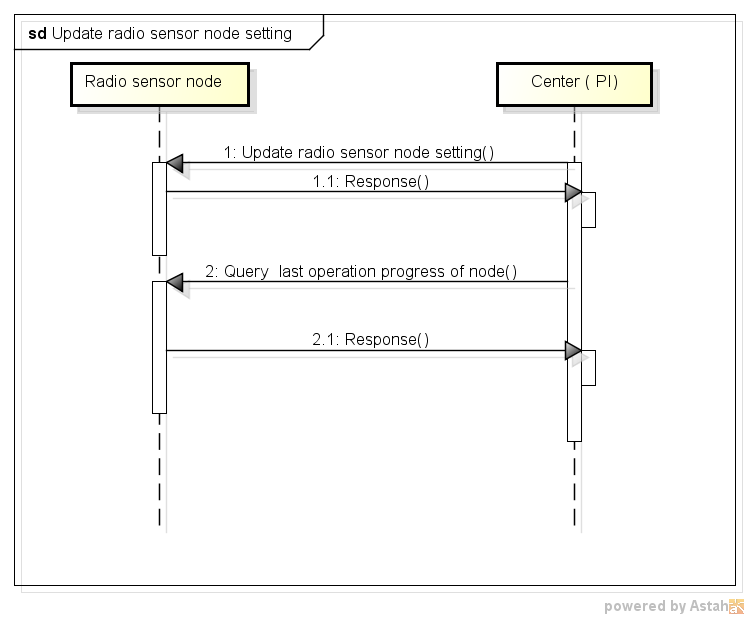 sd Update radio sensor node setting
Radio sensor node
Center ( PI)
1: Update radio sensor node setting()
1.1: Response()
2: Query  last operation progress of node()
2.1: Response()
powered by Astah